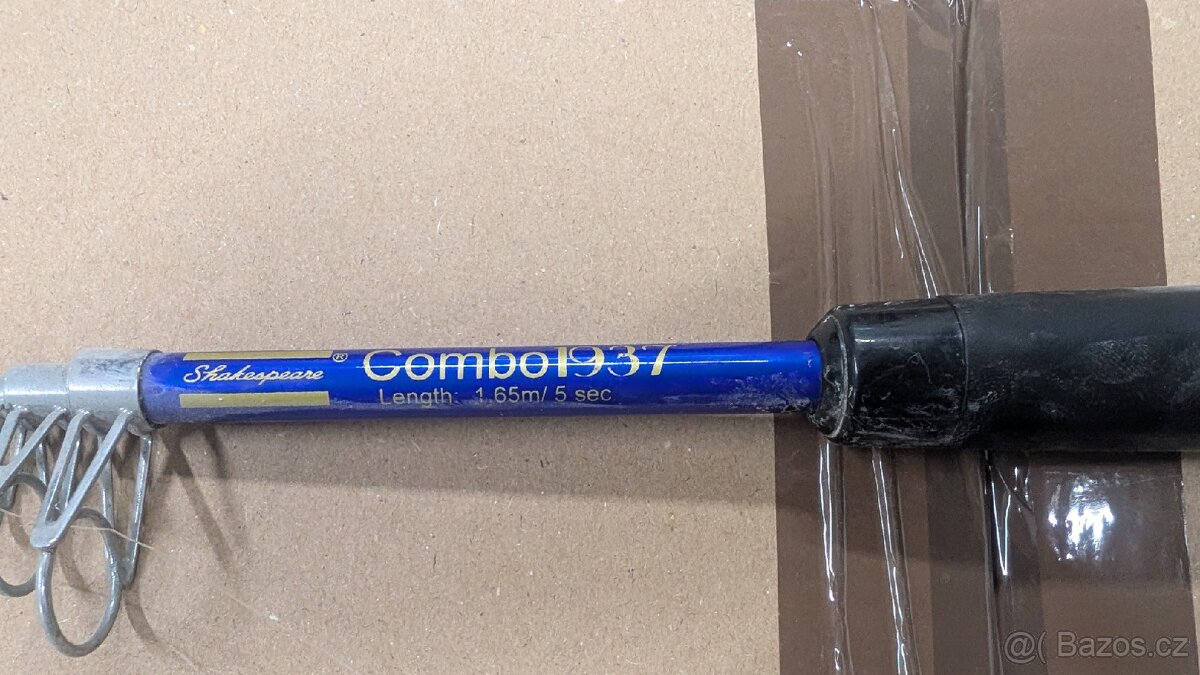 Shakespeare®
Combo1937
Length: 1.65m/ 5 sec
@( Bazos.cz